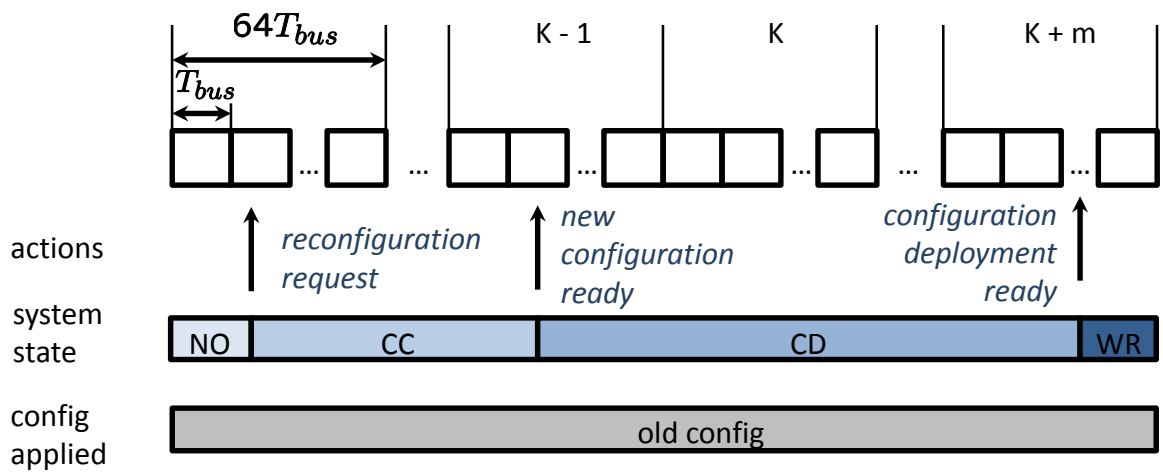 64T_bus
K - 1
K
K + m
T_bus
... ... ... ... ... ...
actions
reconfiguration
request
new
configuration
ready
configuration
deployment
ready
system
state
NO
CC
CD
WR
config
applied
old config